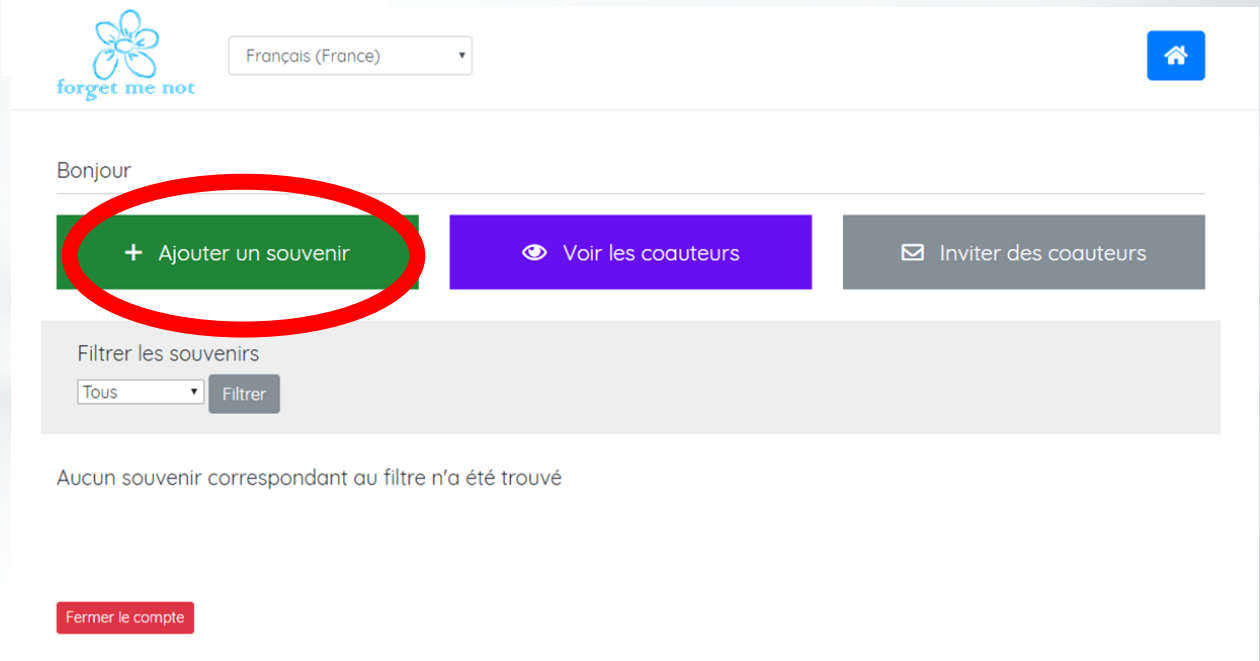 forget me not
Français (France)
Bonjour
Ajouter un souvenir
Voir les coauteurs
Inviter des coauteurs
Filtrer les souvenirs
Tous
Filtrer
Aucun souvenir correspondant au filtre n'a été trouvé
Fermer le compte